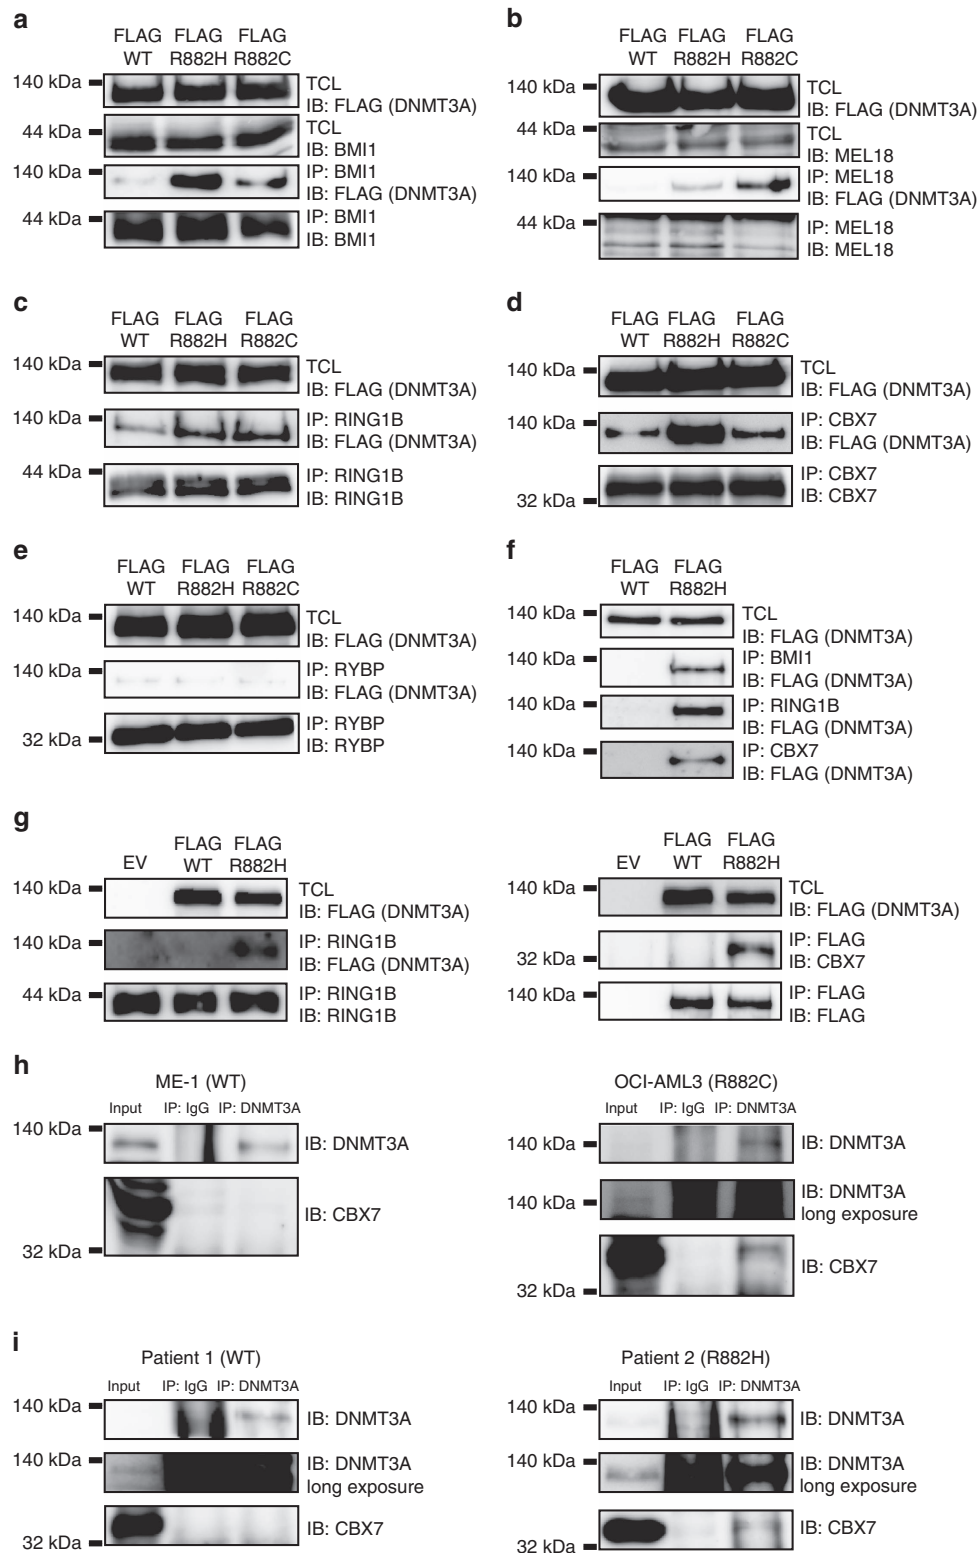 a
FLAG FLAG FLAG
WT R882H R882C
140 kDa TCL
IB: FLAG (DNMT3A)
44 kDa TCL
IB: BMI1
140 kDa IP: BMI1
IB: FLAG (DNMT3A)
44 kDa IP: BMI1
IB: BMI1
b
FLAG FLAG FLAG
WT R882H R882C
140 kDa TCL
IB: FLAG (DNMT3A)
44 kDa TCL
IB: MEL18
140 kDa IP: MEL18
IB: FLAG (DNMT3A)
44 kDa IP: MEL18
IB: MEL18
c
FLAG FLAG FLAG
WT R882H R882C
140 kDa TCL
IB: FLAG (DNMT3A)
140 kDa IP: RING1B
IB: FLAG (DNMT3A)
44 kDa IP: RING1B
IB: RING1B
d
FLAG FLAG FLAG
WT R882H R882C
140 kDa TCL
IB: FLAG (DNMT3A)
140 kDa IP: CBX7
IB: FLAG (DNMT3A)
IP: CBX7
32 kDa IB: CBX7
e
FLAG FLAG FLAG
WT R882H R882C
140 kDa TCL
IB: FLAG (DNMT3A)
140 kDa IP: RYBP
IB: FLAG (DNMT3A)
IP: RYBP
32 kDa IB: RYBP
f
FLAG FLAG
WT R882H
140 kDa TCL
IB: FLAG (DNMT3A)
140 kDa IP: BMI1
IB: FLAG (DNMT3A)
140 kDa IP: RING1B
IB: FLAG (DNMT3A)
140 kDa IP: CBX7
IB: FLAG (DNMT3A)
g
FLAG FLAG
EV WT R882H
140 kDa TCL
IB: FLAG (DNMT3A)
140 kDa IP: RING1B
IB: FLAG (DNMT3A)
44 kDa IP: RING1B
IB: RING1B
FLAG FLAG
EV WT R882H
140 kDa TCL
IB: FLAG (DNMT3A)
IP: FLAG
32 kDa IB: CBX7
140 kDa IP: FLAG
IB: FLAG
h
ME-1 (WT)
Input IP: IgG IP: DNMT3A
140 kDa IB: DNMT3A
IB: CBX7
32 kDa
OCI-AML3 (R882C)
Input IP: IgG IP: DNMT3A
140 kDa IB: DNMT3A
140 kDa IB: DNMT3A
long exposure
IB: CBX7
32 kDa
i
Patient 1 (WT)
Input IP: IgG IP: DNMT3A
140 kDa IB: DNMT3A
140 kDa IB: DNMT3A
long exposure
IB: CBX7
32 kDa
Patient 2 (R882H)
Input IP: IgG IP: DNMT3A
140 kDa IB: DNMT3A
140 kDa IB: DNMT3A
long exposure
IB: CBX7
32 kDa